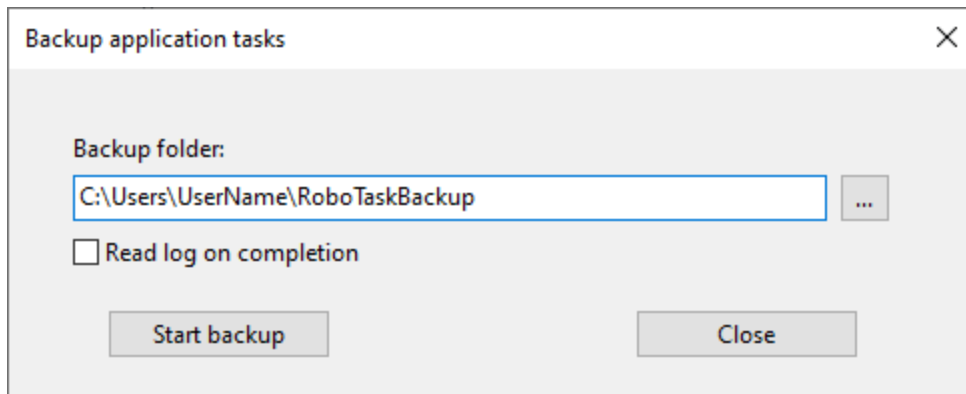 Backup application tasks
Backup folder:
C:\Users\UserName\RoboTaskBackup
...
Read log on completion
Start backup
Close